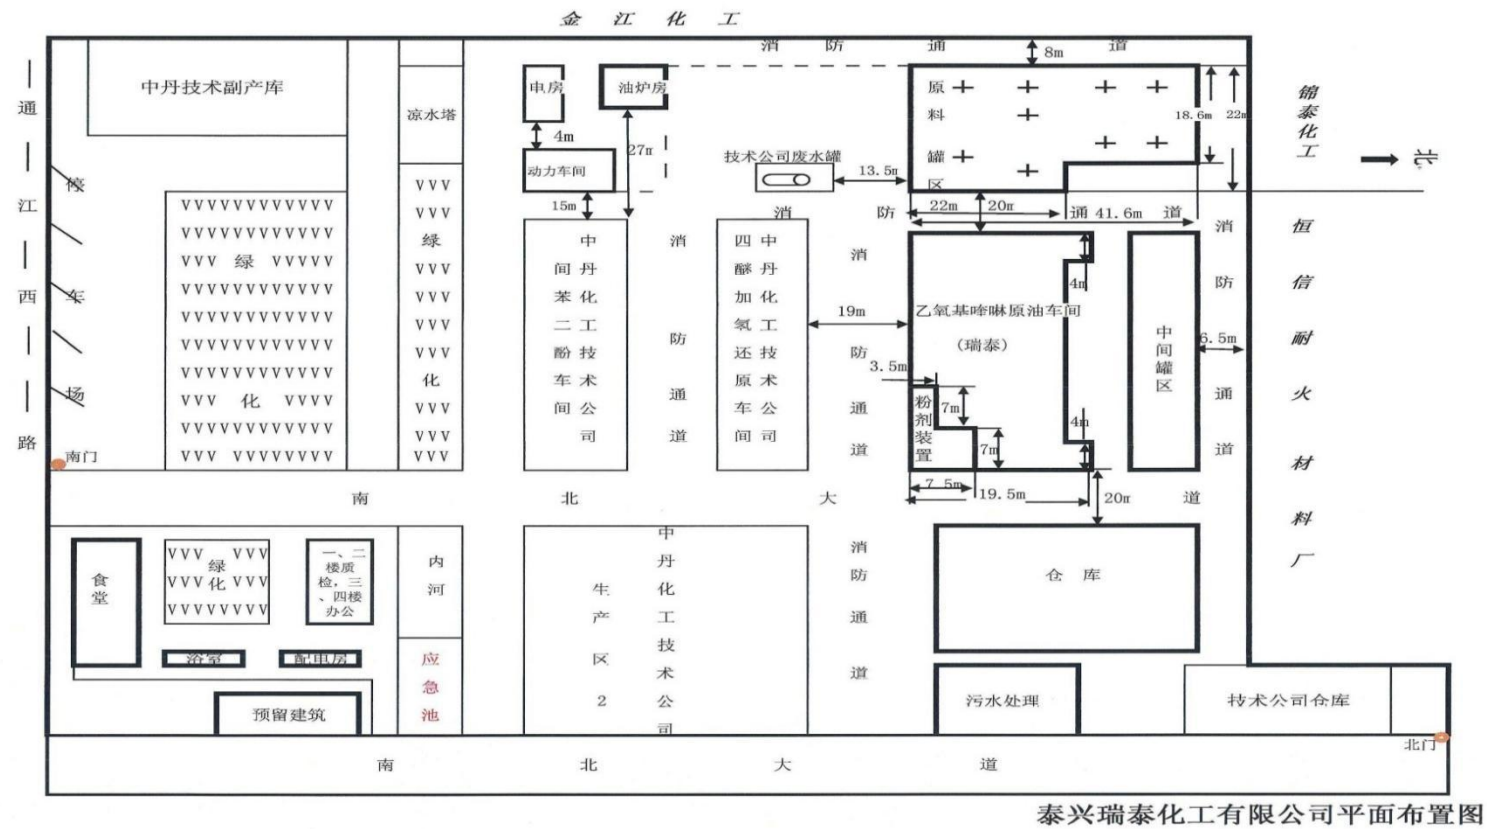 金江化工
消防通道
8m
中丹技术副产库
电房
油炉房
原料罐区
凉水塔
18.6m
22m
锦泰化工
北
4m
27m
动力车间
技术公司废水罐
13.5m
15m
消防通道
22m
20m
41.6m
通江西路
停车场
绿化
绿化
中丹化工技术公司
间苯二酚车间
消防通道
中丹化工技术公司
四醚加氢还原车间
19m
消防通道
乙氧基喹啉原油车间
(瑞泰)
4m
3.5m
粉剂装置
7m
7m
4m
中间罐区
6.5m
消防通道
恒信耐火材料厂
南门
7.5m
19.5m
20m
南北大道
食堂
绿化
一、二
楼质
检,三
、四楼
办公
内河
中丹化工技术公司
生产区2
消防通道
仓库
浴室
配电房
应急池
预留建筑
污水处理
技术公司仓库
北门
南北大道
泰兴瑞泰化工有限公司平面布置图